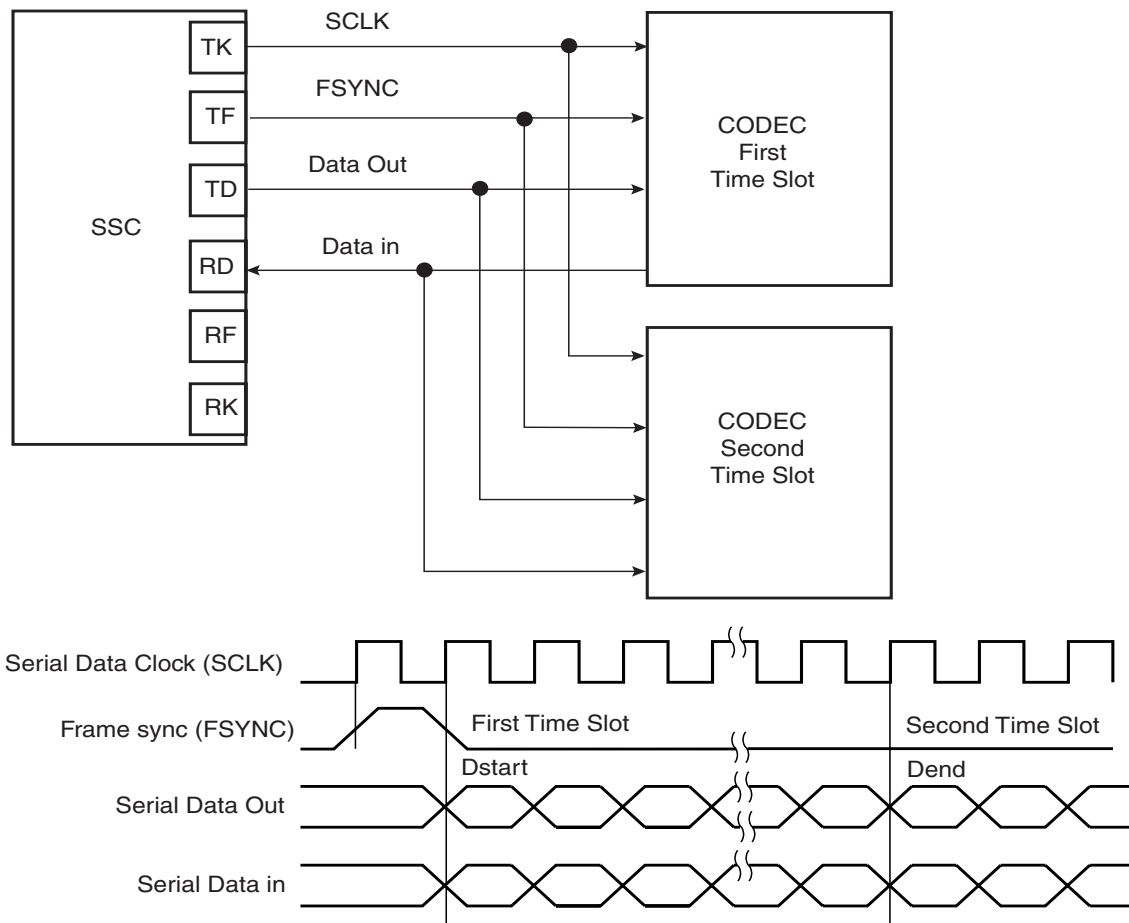 SSC
TK
TF
TD
RD
RF
RK
SCLK
FSYNC
Data Out
Data in
CODEC
First
Time Slot
CODEC
Second
Time Slot
Serial Data Clock (SCLK)
Frame sync (FSYNC)
First Time Slot
Second Time Slot
Dstart
Dend
Serial Data Out
Serial Data in